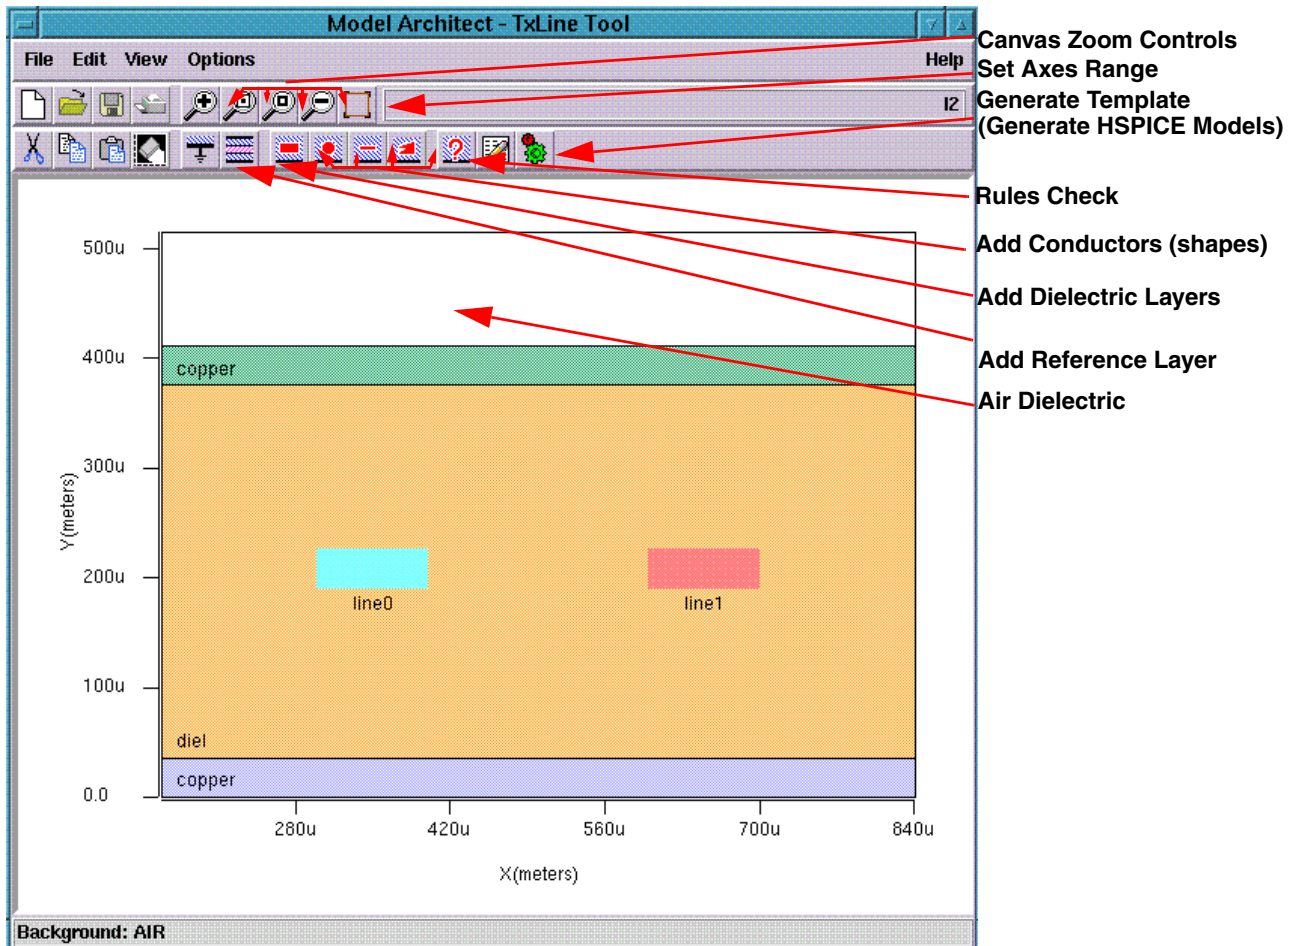 Model Architect - TxLine Tool
File Edit View Options Help
I2
Canvas Zoom Controls
Set Axes Range
Generate Template
(Generate HSPICE Models)
Rules Check
Add Conductors (shapes)
Add Dielectric Layers
Add Reference Layer
Air Dielectric
500u
400u
300u
200u
100u
0.0
Y(meters)
copper
line0
line1
diel
copper
280u
420u
560u
700u
840u
X(meters)
Background: AIR